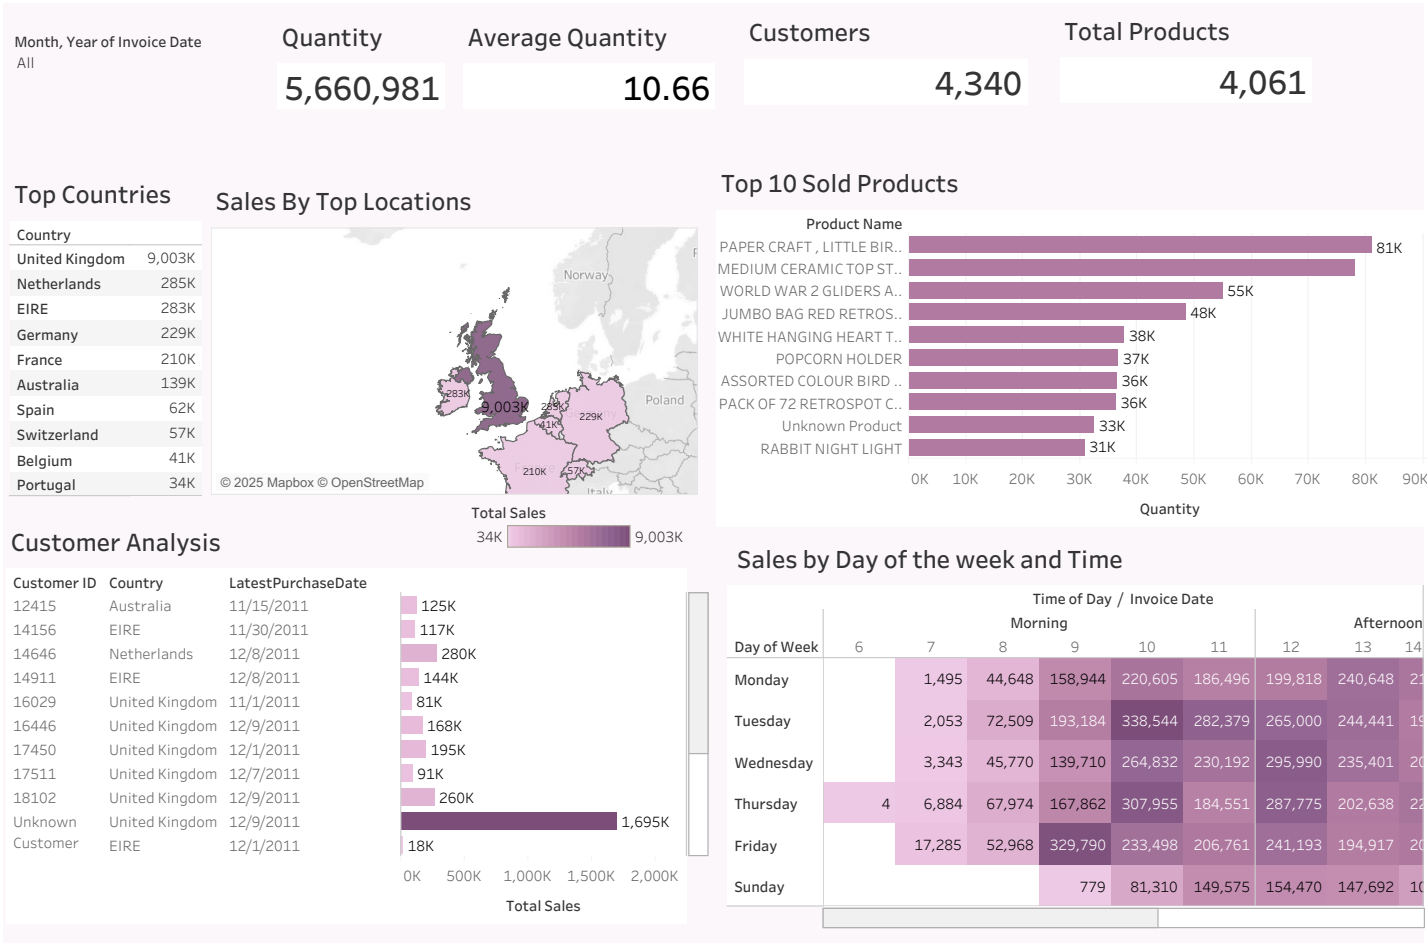 Month, Year of Invoice Date
All
Quantity
5,660,981
Average Quantity
10.66
Customers
4,340
Total Products
4,061
Top Countries
Country
United Kingdom 9,003K
Netherlands 285K
EIRE 283K
Germany 229K
France 210K
Australia 139K
Spain 62K
Switzerland 57K
Belgium 41K
Portugal 34K
Sales By Top Locations
Norway
Poland
283K
9,003K
285K
229K
41K
210K
57K
Italy
© 2025 Mapbox © OpenStreetMap
Total Sales
34K 9,003K
Top 10 Sold Products
Product Name
PAPER CRAFT , LITTLE BIR.. 81K
MEDIUM CERAMIC TOP ST..
WORLD WAR 2 GLIDERS A.. 55K
JUMBO BAG RED RETROS.. 48K
WHITE HANGING HEART T.. 38K
POPCORN HOLDER 37K
ASSORTED COLOUR BIRD .. 36K
PACK OF 72 RETROSPOT C.. 36K
Unknown Product 33K
RABBIT NIGHT LIGHT 31K
0K 10K 20K 30K 40K 50K 60K 70K 80K 90K
Quantity
Customer Analysis
Customer ID Country LatestPurchaseDate
12415 Australia 11/15/2011 125K
14156 EIRE 11/30/2011 117K
14646 Netherlands 12/8/2011 280K
14911 EIRE 12/8/2011 144K
16029 United Kingdom 11/1/2011 81K
16446 United Kingdom 12/9/2011 168K
17450 United Kingdom 12/1/2011 195K
17511 United Kingdom 12/7/2011 91K
18102 United Kingdom 12/9/2011 260K
Unknown United Kingdom 12/9/2011 1,695K
Customer EIRE 12/1/2011 18K
0K 500K 1,000K 1,500K 2,000K
Total Sales
Sales by Day of the week and Time
Time of Day / Invoice Date
Morning Afternoon
Day of Week 6 7 8 9 10 11 12 13 14
Monday 1,495 44,648 158,944 220,605 186,496 199,818 240,648
Tuesday 2,053 72,509 193,184 338,544 282,379 265,000 244,441
Wednesday 3,343 45,770 139,710 264,832 230,192 295,990 235,401
Thursday 4 6,884 67,974 167,862 307,955 184,551 287,775 202,638
Friday 17,285 52,968 329,790 233,498 206,761 241,193 194,917
Sunday 779 81,310 149,575 154,470 147,692